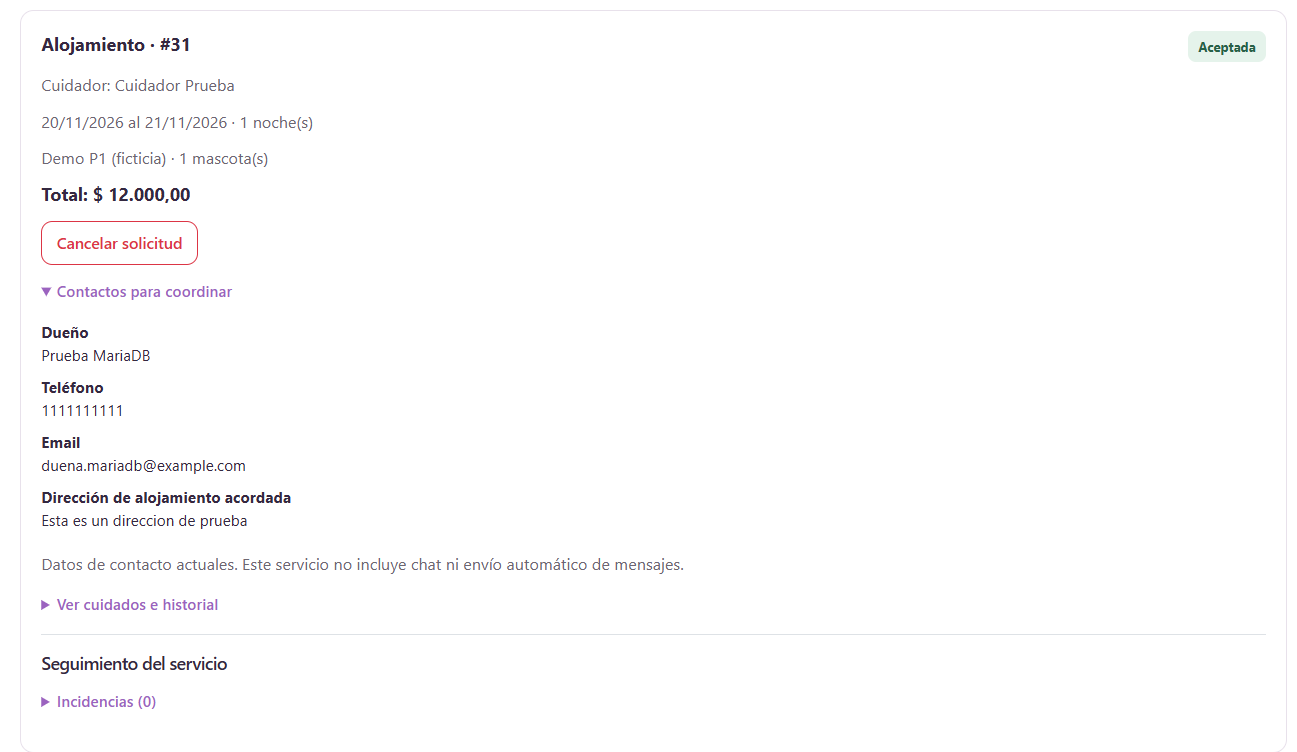 Alojamiento · #31
Aceptada
Cuidador: Cuidador Prueba
20/11/2026 al 21/11/2026 · 1 noche(s)
Demo P1 (ficticia) · 1 mascota(s)
Total: $ 12.000,00
Cancelar solicitud
▼ Contactos para coordinar
Dueño
Prueba MariaDB
Teléfono
1111111111
Email
duena.mariadb@example.com
Dirección de alojamiento acordada
Esta es un direccion de prueba
Datos de contacto actuales. Este servicio no incluye chat ni envío automático de mensajes.
▶ Ver cuidados e historial
Seguimiento del servicio
▶ Incidencias (0)